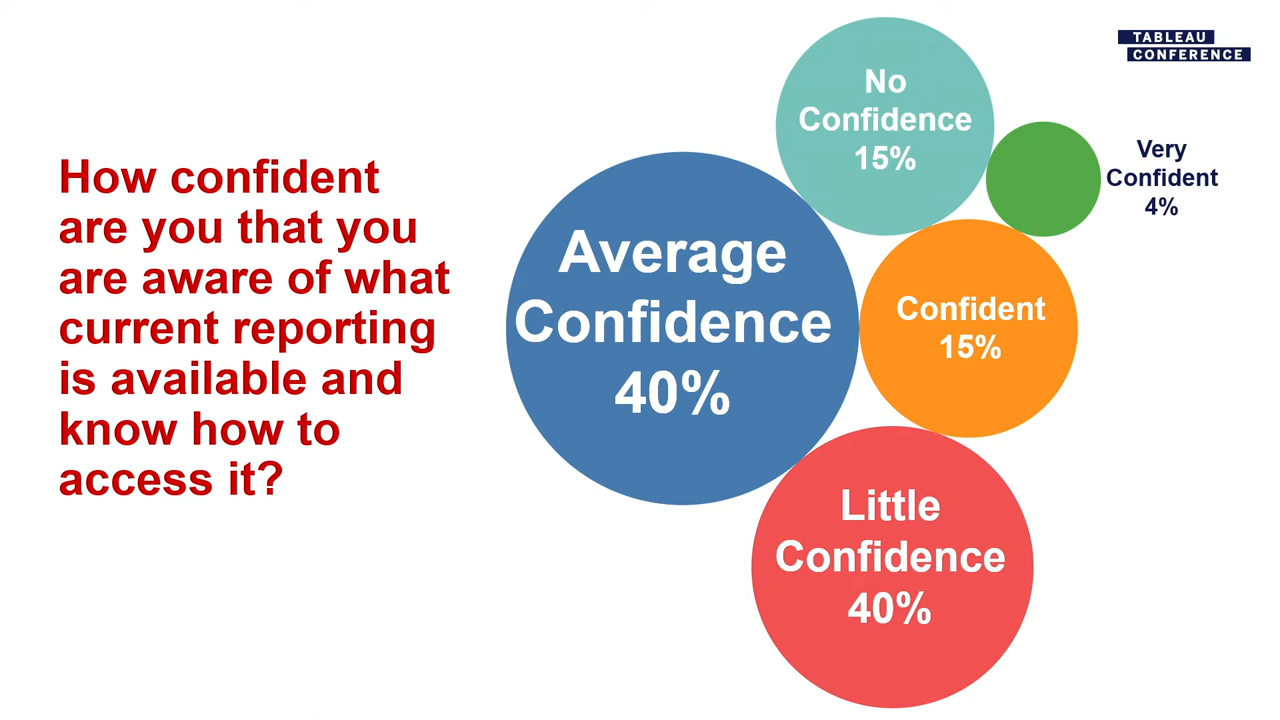 TABLEAU
CONFERENCE
How confident
are you that you
are aware of what
current reporting
is available and
know how to
access it?
No
Confidence
15%
Very
Confident
4%
Average
Confidence
40%
Confident
15%
Little
Confidence
40%